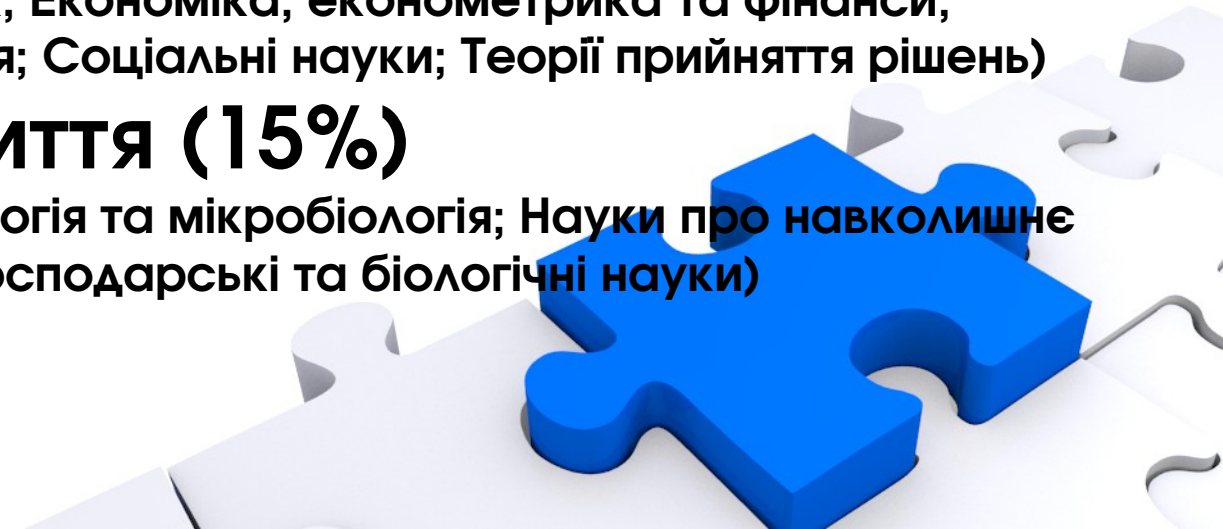 Економіка, економетрика та фінанси;
я; Соціальні науки; Теорії прийняття рішень)
иття (15%)
огія та мікробіологія; Науки про навколишнє
осподарські та біологічні науки)